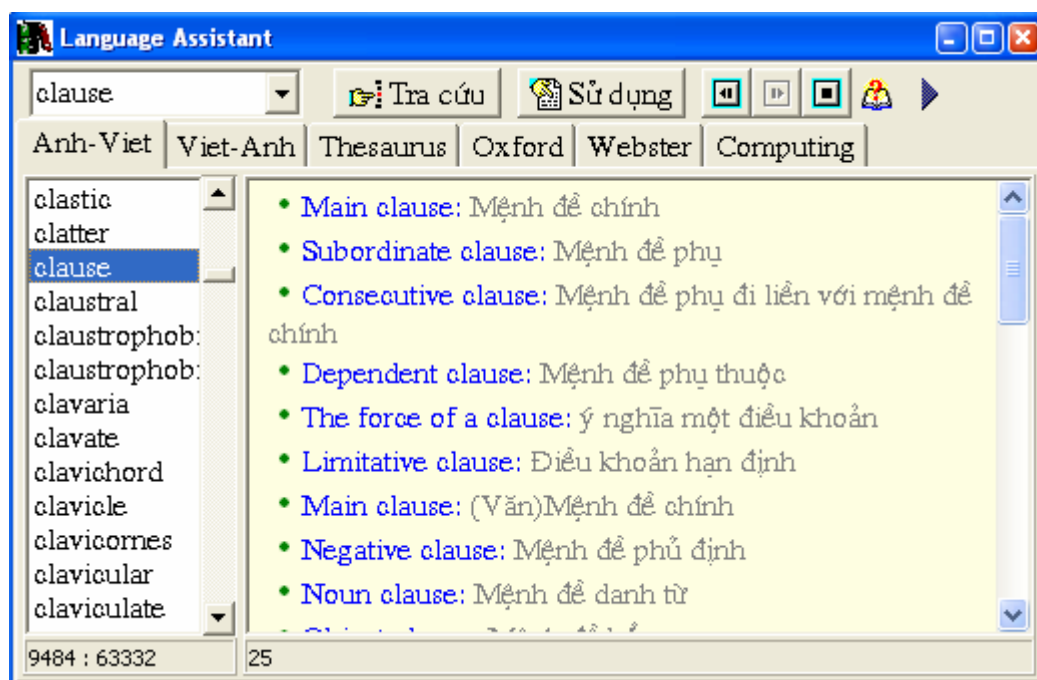 Language Assistant
clause Tra cứu Sử dụng
Anh-Viet Viet-Anh Thesaurus Oxford Webster Computing
clastic
clatter
clause
claustral
claustrophob
claustrophob
clavaria
clavate
clavichord
clavicle
clavicornes
clavicular
claviculate
• Main clause: Mệnh đề chính
• Subordinate clause: Mệnh đề phụ
• Consecutive clause: Mệnh đề phụ đi liền với mệnh đề
chính
• Dependent clause: Mệnh đề phụ thuộc
• The force of a clause: ý nghĩa một điều khoản
• Limitative clause: Điều khoản hạn định
• Main clause: (Văn)Mệnh đề chính
• Negative clause: Mệnh đề phủ định
• Noun clause: Mệnh đề danh từ
9484 : 63332
25